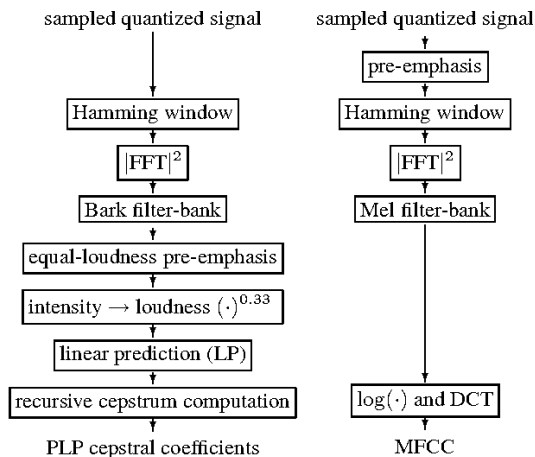 sampled quantized signal
Hamming window
|FFT|²
Bark filter-bank
equal-loudness pre-emphasis
intensity → loudness (·)^0.33
linear prediction (LP)
recursive cepstrum computation
PLP cepstral coefficients
sampled quantized signal
pre-emphasis
Hamming window
|FFT|²
Mel filter-bank
log(·) and DCT
MFCC